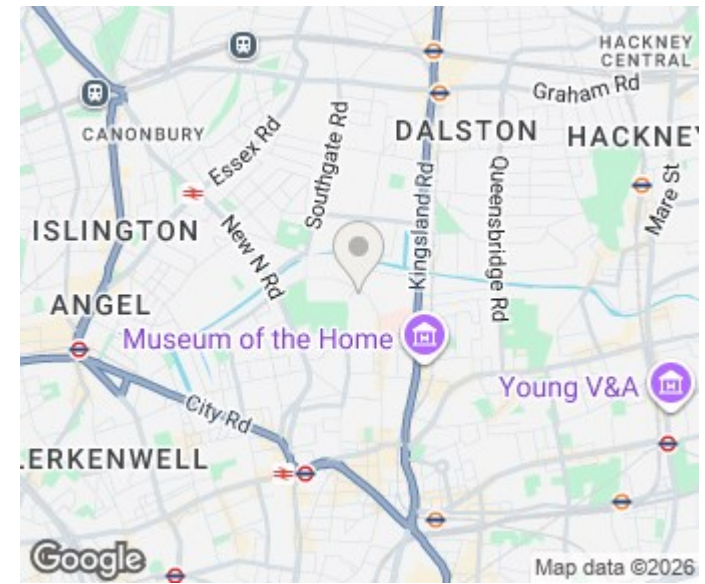 HACKNEY
CENTRAL
Graham Rd
CANONBURY
Essex Rd
Southgate Rd
DALSTON
HACKNEY
Mare St
Queensbridge Rd
Kingsland Rd
ISLINGTON
New N Rd
ANGEL
Museum of the Home
Young V&A
City Rd
LERKENWELL
Google
Map data ©2026